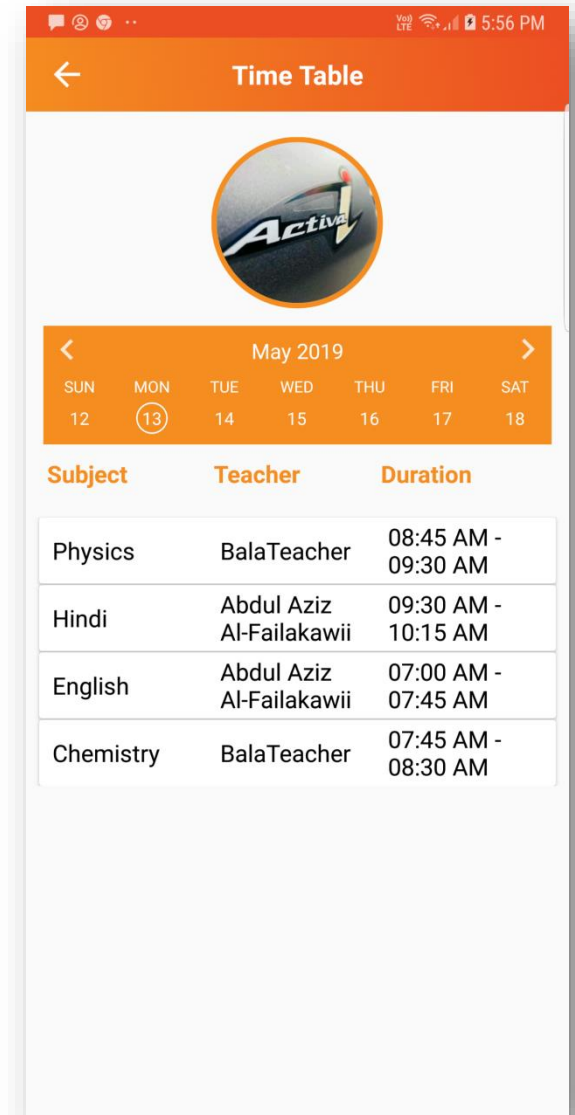 VoLTE 5:56 PM
Time Table
Activa i
May 2019
SUN MON TUE WED THU FRI SAT
12 13 14 15 16 17 18
Subject Teacher Duration
Physics BalaTeacher 08:45 AM -
09:30 AM
Hindi Abdul Aziz 09:30 AM -
Al-Failakawii 10:15 AM
English Abdul Aziz 07:00 AM -
Al-Failakawii 07:45 AM
Chemistry BalaTeacher 07:45 AM -
08:30 AM